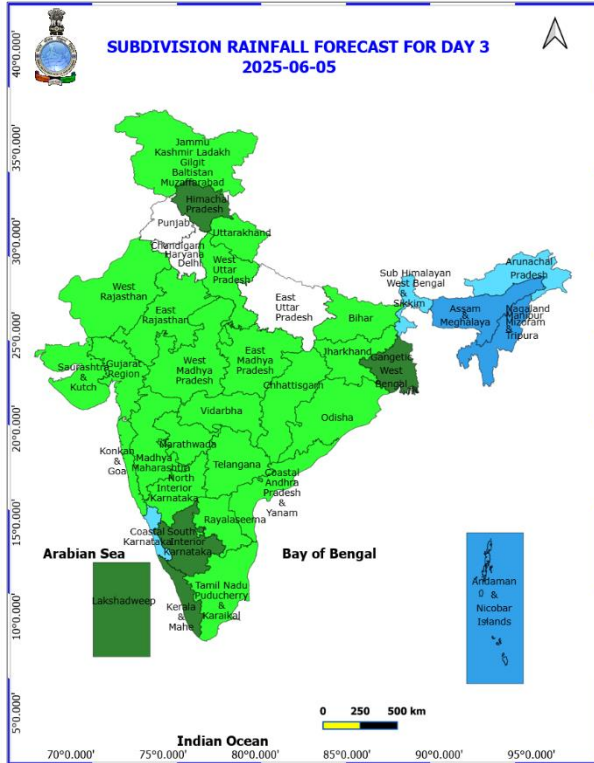 SUBDIVISION RAINFALL FORECAST FOR DAY 3
2025-06-05
40°0.000'
35°0.000'
30°0.000'
25°0.000'
20°0.000'
15°0.000'
10°0.000'
5°0.000'
Jammu
Kashmir Ladakh
Gilgit
Baltistan
Muzaffarabad
Himachal
Pradesh
Punjab
Uttarakhand
Chandigarh
Haryana
Delhi
West
Uttar
Pradesh
West
Rajasthan
East
Rajasthan
East
Uttar
Pradesh
Sub Himalayan
West Bengal
&
Sikkim
Arunachal
Pradesh
Assam
&
Meghalaya
Nagaland
Manipur
Mizoram
&
Tripura
Bihar
Jharkhand
Gangetic
West
Bengal
Saurashtra
&
Kutch
Gujarat
Region
West
Madhya
Pradesh
East
Madhya
Pradesh
Chhattisgarh
Odisha
Vidarbha
Konkan
&
Goa
Madhya
Maharashtra
Marathwada
Telangana
North
Interior
Karnataka
Coastal
Andhra
Pradesh
&
Yanam
Rayalaseema
Coastal
Karnataka
South
Interior
Karnataka
Arabian Sea
Bay of Bengal
Lakshadweep
Kerala
&
Mahe
Tamil Nadu
Puducherry
&
Karaikal
Andaman
&
Nicobar
Islands
0 250 500 km
Indian Ocean
70°0.000' 75°0.000' 80°0.000' 85°0.000' 90°0.000' 95°0.000'